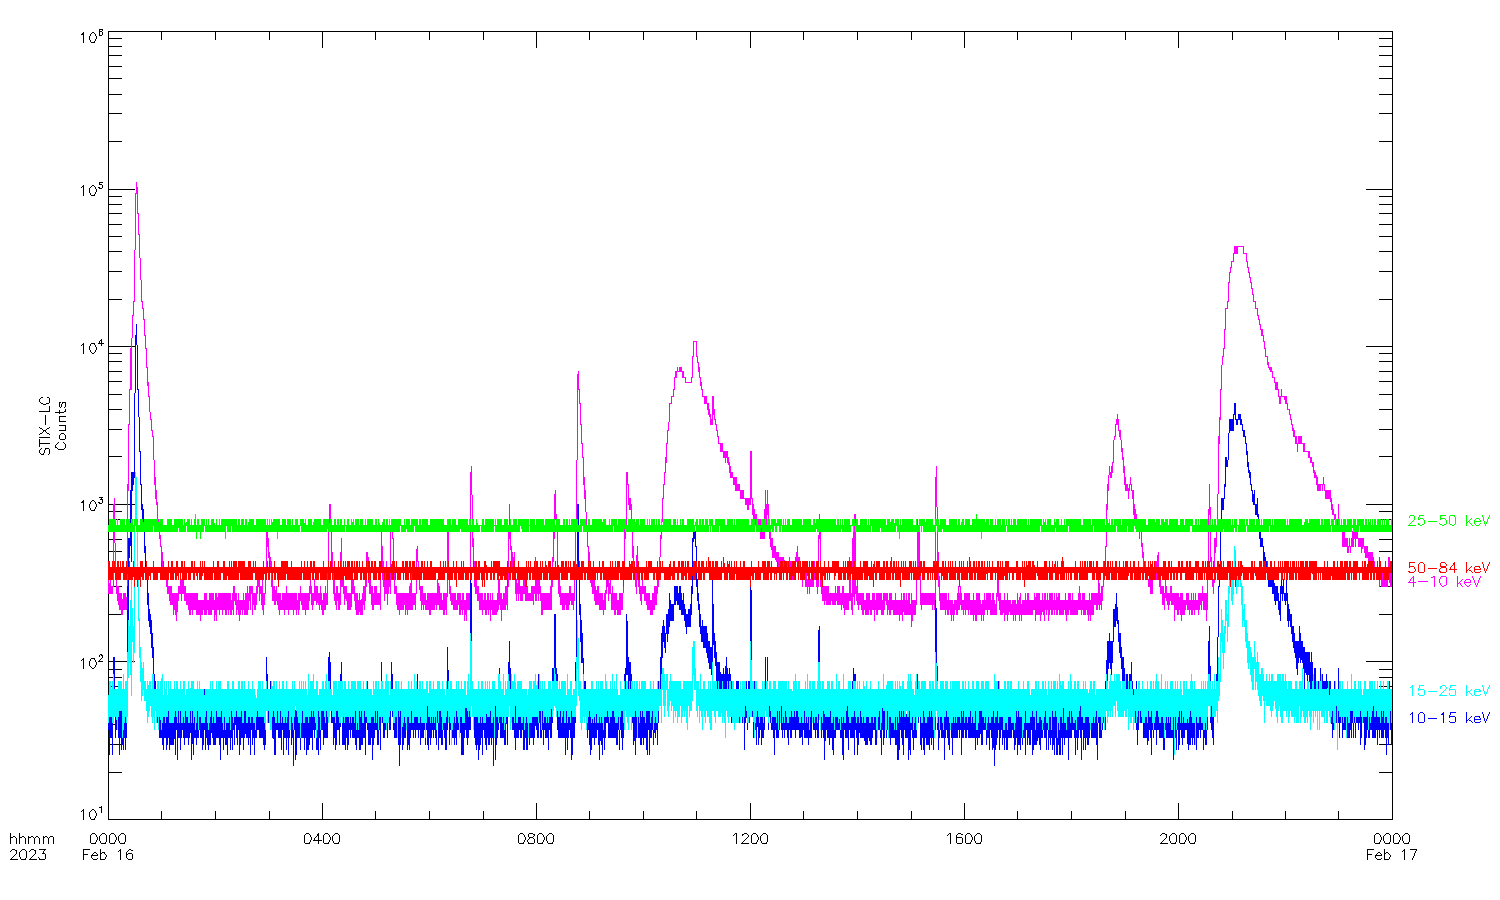 10⁶
10⁵
10⁴
10³
10²
10¹
STIX-LC
Counts
25-50 keV
50-84 keV
4-10 keV
15-25 keV
10-15 keV
hhmm 0000 0400 0800 1200 1600 2000 0000
2023 Feb 16 Feb 17